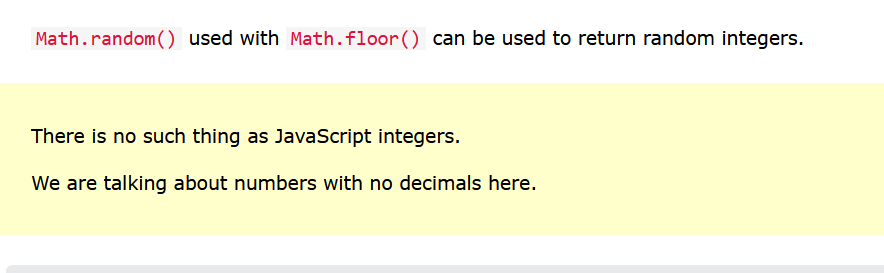 Math.random() used with Math.floor() can be used to return random integers.
There is no such thing as JavaScript integers.
We are talking about numbers with no decimals here.